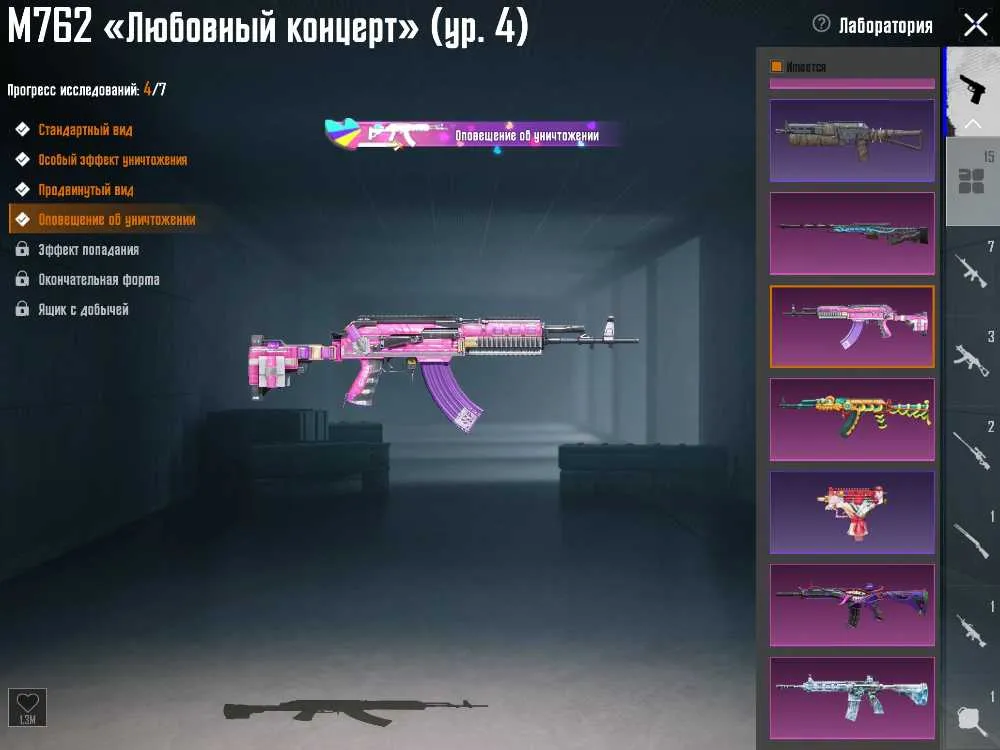 М762 «Любовный концерт» (ур. 4)
Лаборатория
Прогресс исследований: 4/7
Имеется
Стандартный вид
Особый эффект уничтожения
Продвинутый вид
Оповещение об уничтожении
Эффект попадания
Окончательная форма
Ящик с добычей
Оповещение об уничтожении
15
7
3
2
1
1
1
1.3M